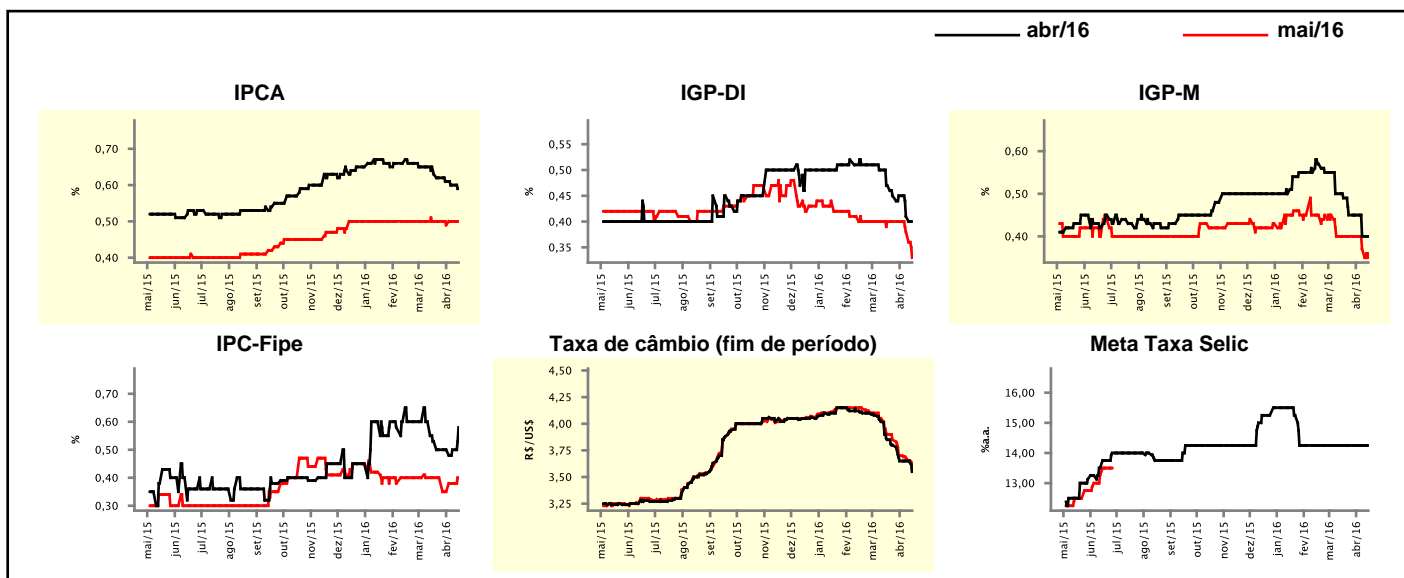 abr/16
mai/16
IPCA
0,70
0,60
0,50
0,40
%
mai/15
jun/15
jul/15
ago/15
set/15
out/15
nov/15
dez/15
jan/16
fev/16
mar/16
abr/16
IGP-DI
0,55
0,50
0,45
0,40
0,35
%
mai/15
jun/15
jul/15
ago/15
set/15
out/15
nov/15
dez/15
jan/16
fev/16
mar/16
abr/16
IGP-M
0,60
0,50
0,40
%
mai/15
jun/15
jul/15
ago/15
set/15
out/15
nov/15
dez/15
jan/16
fev/16
mar/16
abr/16
IPC-Fipe
0,70
0,60
0,50
0,40
0,30
%
mai/15
jun/15
jul/15
ago/15
set/15
out/15
nov/15
dez/15
jan/16
fev/16
mar/16
abr/16
Taxa de câmbio (fim de período)
4,50
4,25
4,00
3,75
3,50
3,25
R$/US$
mai/15
jun/15
jul/15
ago/15
set/15
out/15
nov/15
dez/15
jan/16
fev/16
mar/16
abr/16
Meta Taxa Selic
16,00
15,00
14,00
13,00
%a.a.
mai/15
jun/15
jul/15
ago/15
set/15
out/15
nov/15
dez/15
jan/16
fev/16
mar/16
abr/16